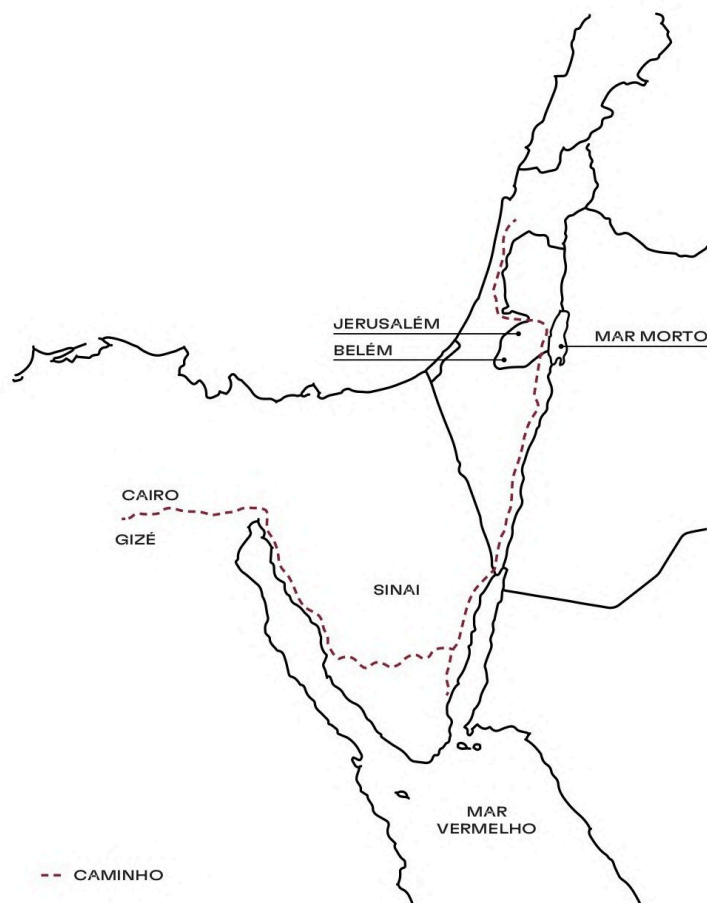 JERUSALÉM
BELÉM
MAR MORTO
CAIRO
GIZÉ
SINAI
MAR
VERMELHO
CAMINHO